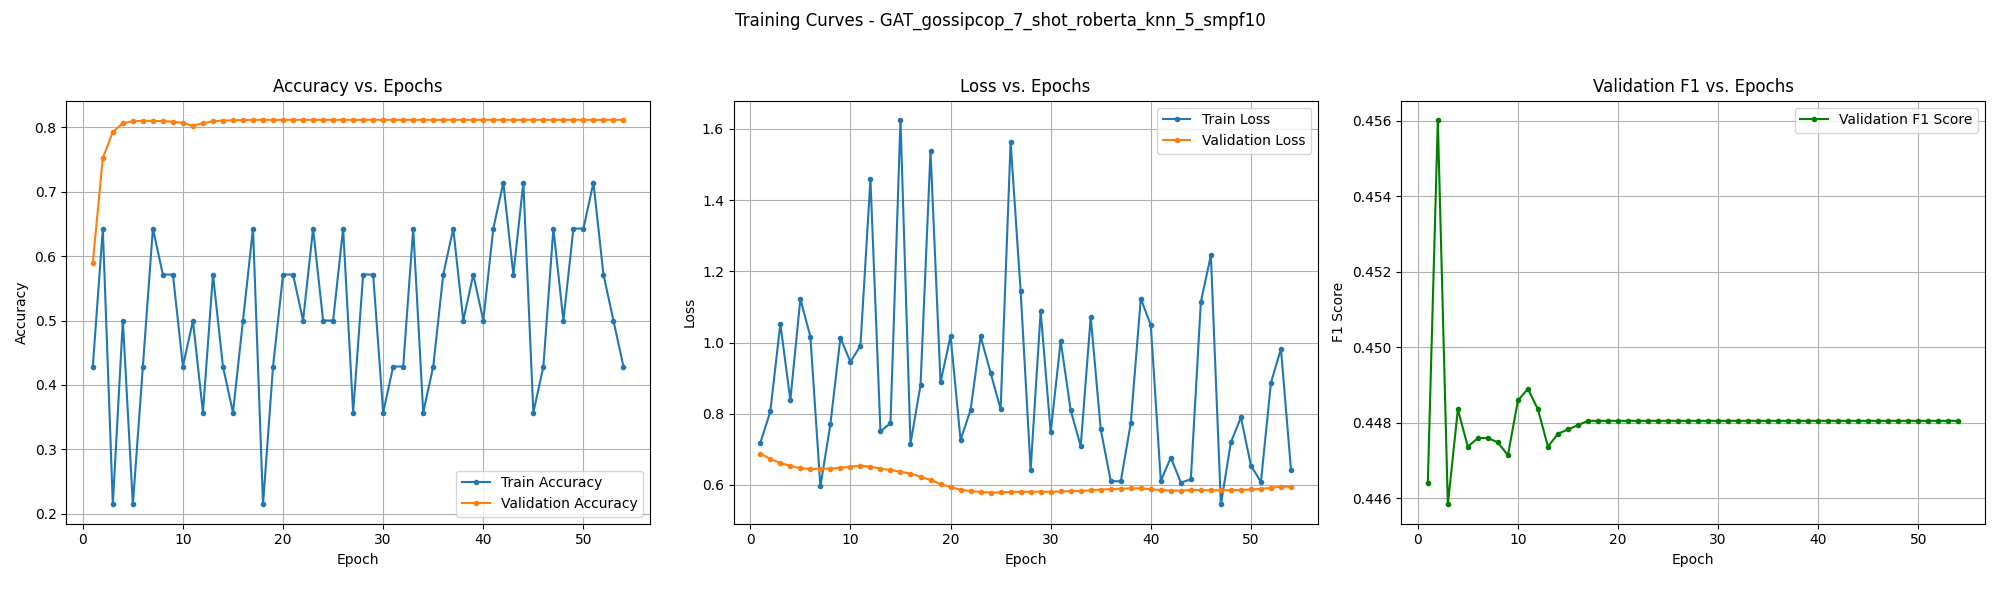 Training Curves - GAT_gossipcop_7_shot_roberta_knn_5_smpf10
Accuracy vs. Epochs
0.8
0.7
0.6
0.5
0.4
0.3
0.2
Accuracy
Train Accuracy
Validation Accuracy
0
10
20
30
40
50
Epoch
Loss vs. Epochs
1.6
1.4
1.2
1.0
0.8
0.6
Loss
Train Loss
Validation Loss
0
10
20
30
40
50
Epoch
Validation F1 vs. Epochs
0.456
0.454
0.452
0.450
0.448
0.446
F1 Score
Validation F1 Score
0
10
20
30
40
50
Epoch